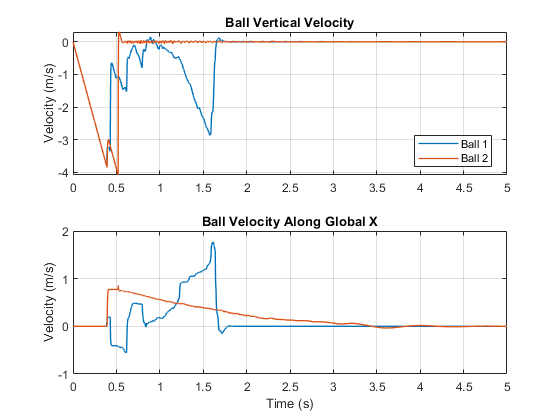 Ball Vertical Velocity
Velocity (m/s)
0
-1
-2
-3
-4
0 0.5 1 1.5 2 2.5 3 3.5 4 4.5 5
Ball 1
Ball 2
Ball Velocity Along Global X
Velocity (m/s)
2
1
0
-1
0 0.5 1 1.5 2 2.5 3 3.5 4 4.5 5
Time (s)